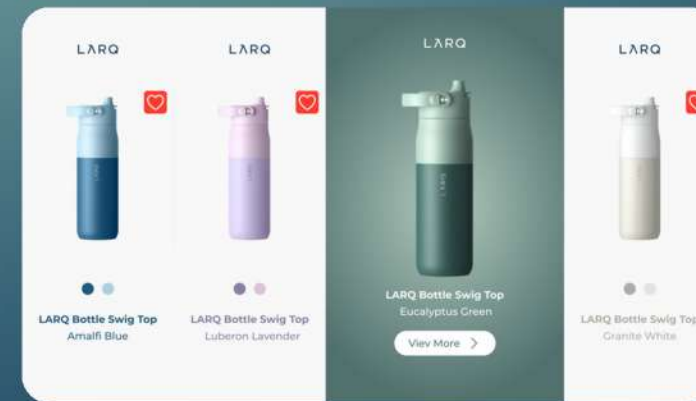 LARQ
LARQ Bottle Swig Top
Amalfi Blue
LARQ
LARQ Bottle Swig Top
Luberon Lavender
LARQ
LARQ Bottle Swig Top
Eucalyptus Green
View More
LARQ
LARQ Bottle Swig Top
Granite White